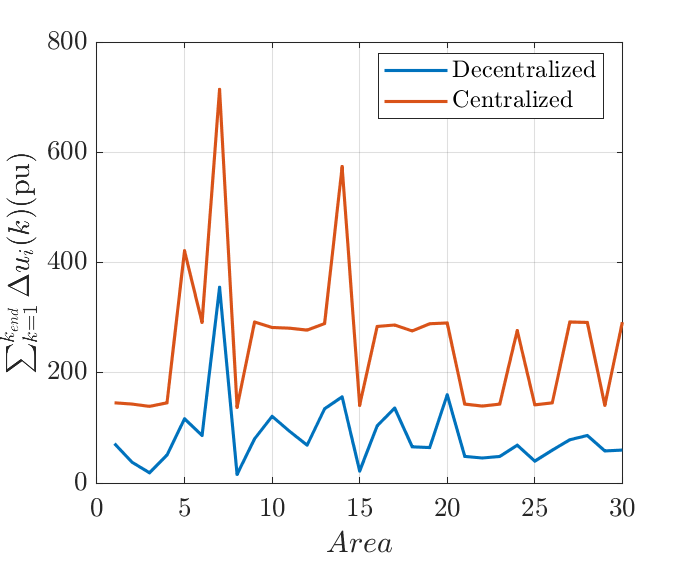 800
600
400
200
0
0 5 10 15 20 25 30
Decentralized
Centralized
∑_{k=1}^{k_{end}} Δu_i(k)(pu)
Area